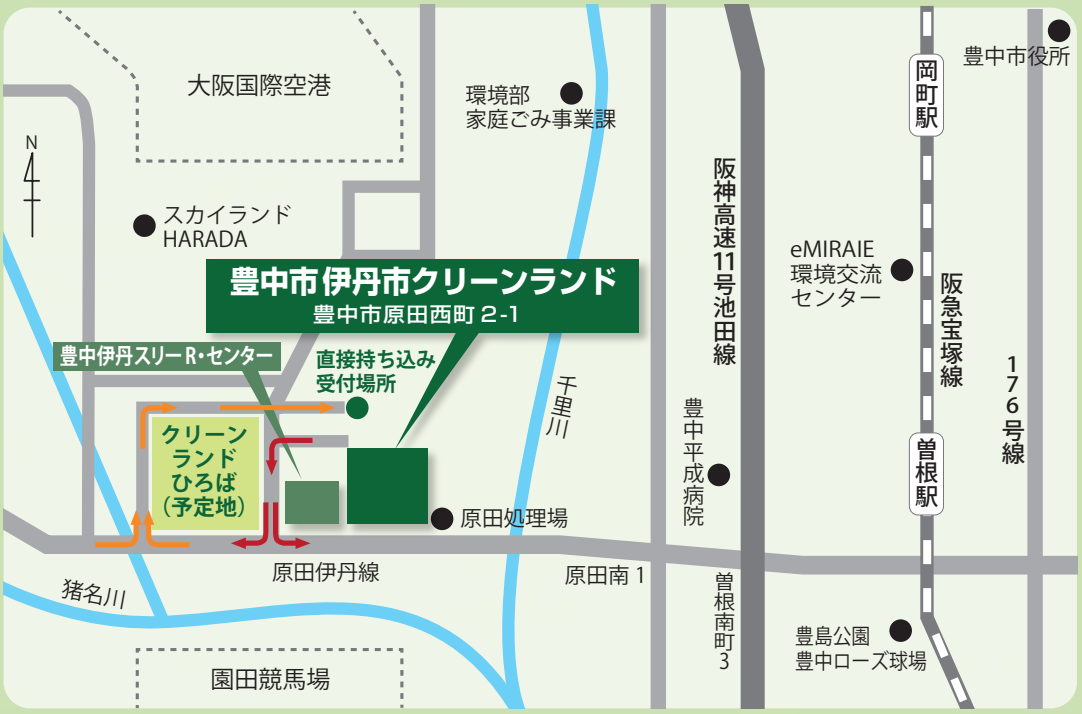 大阪国際空港
環境部
家庭ごみ事業課
豊中市役所
岡町駅
N
スカイランド
HARADA
阪神高速11号池田線
eMIRAIE
環境交流
センター
阪急宝塚線
176号線
豊中市伊丹市クリーンランド
豊中市原田西町2-1
豊中伊丹スリーR・センター
直接持ち込み
受付場所
千里川
豊中平成病院
曽根駅
クリーン
ランド
ひろば
（予定地）
原田処理場
原田伊丹線
原田南1
猪名川
曽根南町3
豊島公園
豊中ローズ球場
園田競馬場